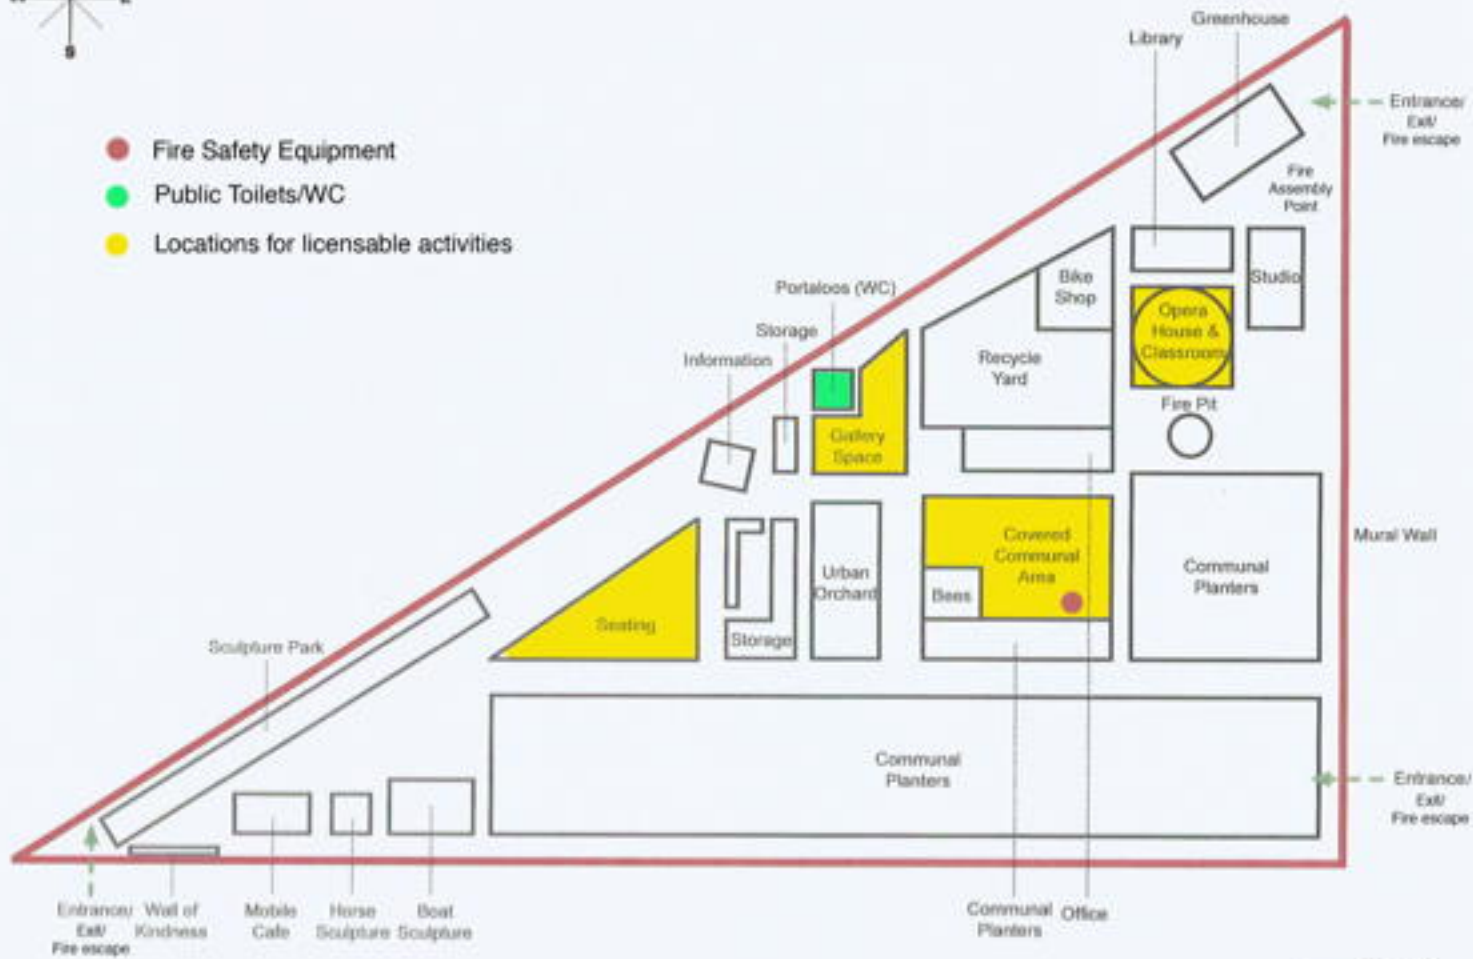 S
Greenhouse
Library
Entrance/
Exit/
Fire escape
Fire Safety Equipment
Public Toilets/WC
Locations for licensable activities
Fire
Assembly
Point
Bike
Shop
Studio
Portaloos (WC)
Opera
House &
Classroom
Storage
Information
Recycle
Yard
Fire Pit
Gallery
Space
Covered
Communal
Area
Mural Wall
Urban
Orchard
Communal
Planters
Bees
Seating
Storage
Sculpture Park
Communal
Planters
Entrance/
Exit/
Fire escape
Entrance/
Exit/
Fire escape
Wall of
Kindness
Mobile
Cafe
Horse
Sculpture
Boat
Sculpture
Communal
Planters
Office